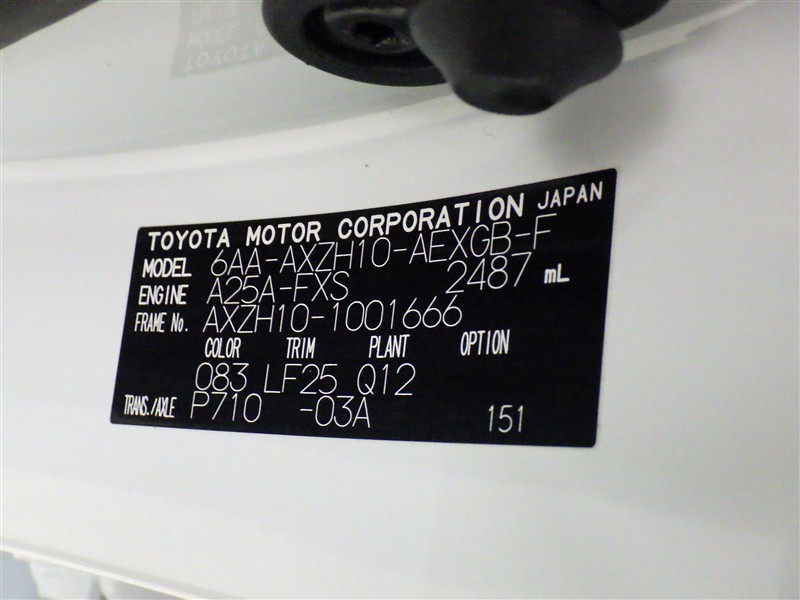 TOYOTA MOTOR CORPORATION JAPAN
MODEL 6AA-AXZH10-AEXGB-F
ENGINE A25A-FXS 2487 mL
FRAME No. AXZH10-1001666
COLOR TRIM PLANT OPTION
083 LF25 Q12
TRANS./AXLE P710 -03A 151